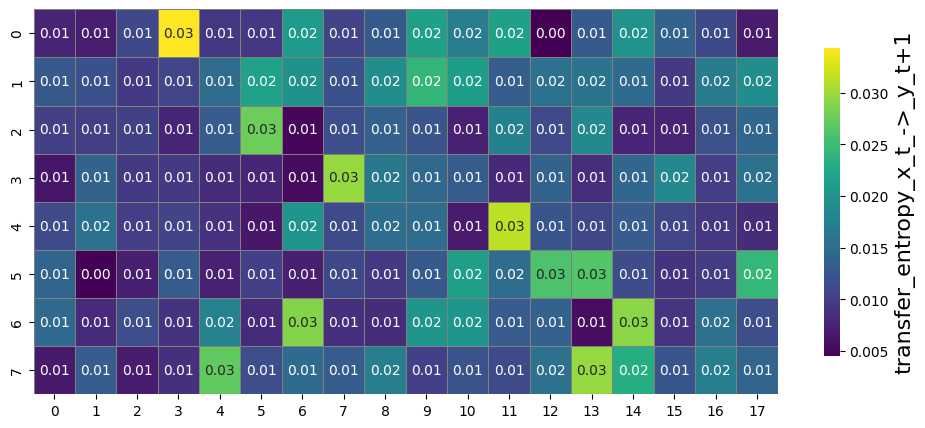 0 0.01 0.01 0.01 0.03 0.01 0.01 0.02 0.01 0.01 0.02 0.02 0.02 0.00 0.01 0.02 0.01 0.01 0.01
1 0.01 0.01 0.01 0.01 0.01 0.02 0.02 0.01 0.02 0.02 0.02 0.01 0.02 0.02 0.01 0.01 0.02 0.02
2 0.01 0.01 0.01 0.01 0.01 0.03 0.01 0.01 0.01 0.01 0.01 0.02 0.01 0.02 0.01 0.01 0.01 0.01
3 0.01 0.01 0.01 0.01 0.01 0.01 0.01 0.03 0.02 0.01 0.01 0.01 0.01 0.01 0.01 0.02 0.01 0.02
4 0.01 0.02 0.01 0.01 0.01 0.01 0.02 0.01 0.02 0.01 0.01 0.03 0.01 0.01 0.01 0.01 0.01 0.01
5 0.01 0.00 0.01 0.01 0.01 0.01 0.01 0.01 0.01 0.01 0.02 0.02 0.03 0.03 0.01 0.01 0.01 0.02
6 0.01 0.01 0.01 0.01 0.02 0.01 0.03 0.01 0.01 0.02 0.02 0.01 0.01 0.01 0.03 0.01 0.02 0.01
7 0.01 0.01 0.01 0.01 0.03 0.01 0.01 0.01 0.02 0.01 0.01 0.01 0.02 0.03 0.02 0.01 0.02 0.01
0 1 2 3 4 5 6 7 8 9 10 11 12 13 14 15 16 17
0.030
0.025
0.020
0.015
0.010
0.005
transfer_entropy_x_t_->_y_t+1